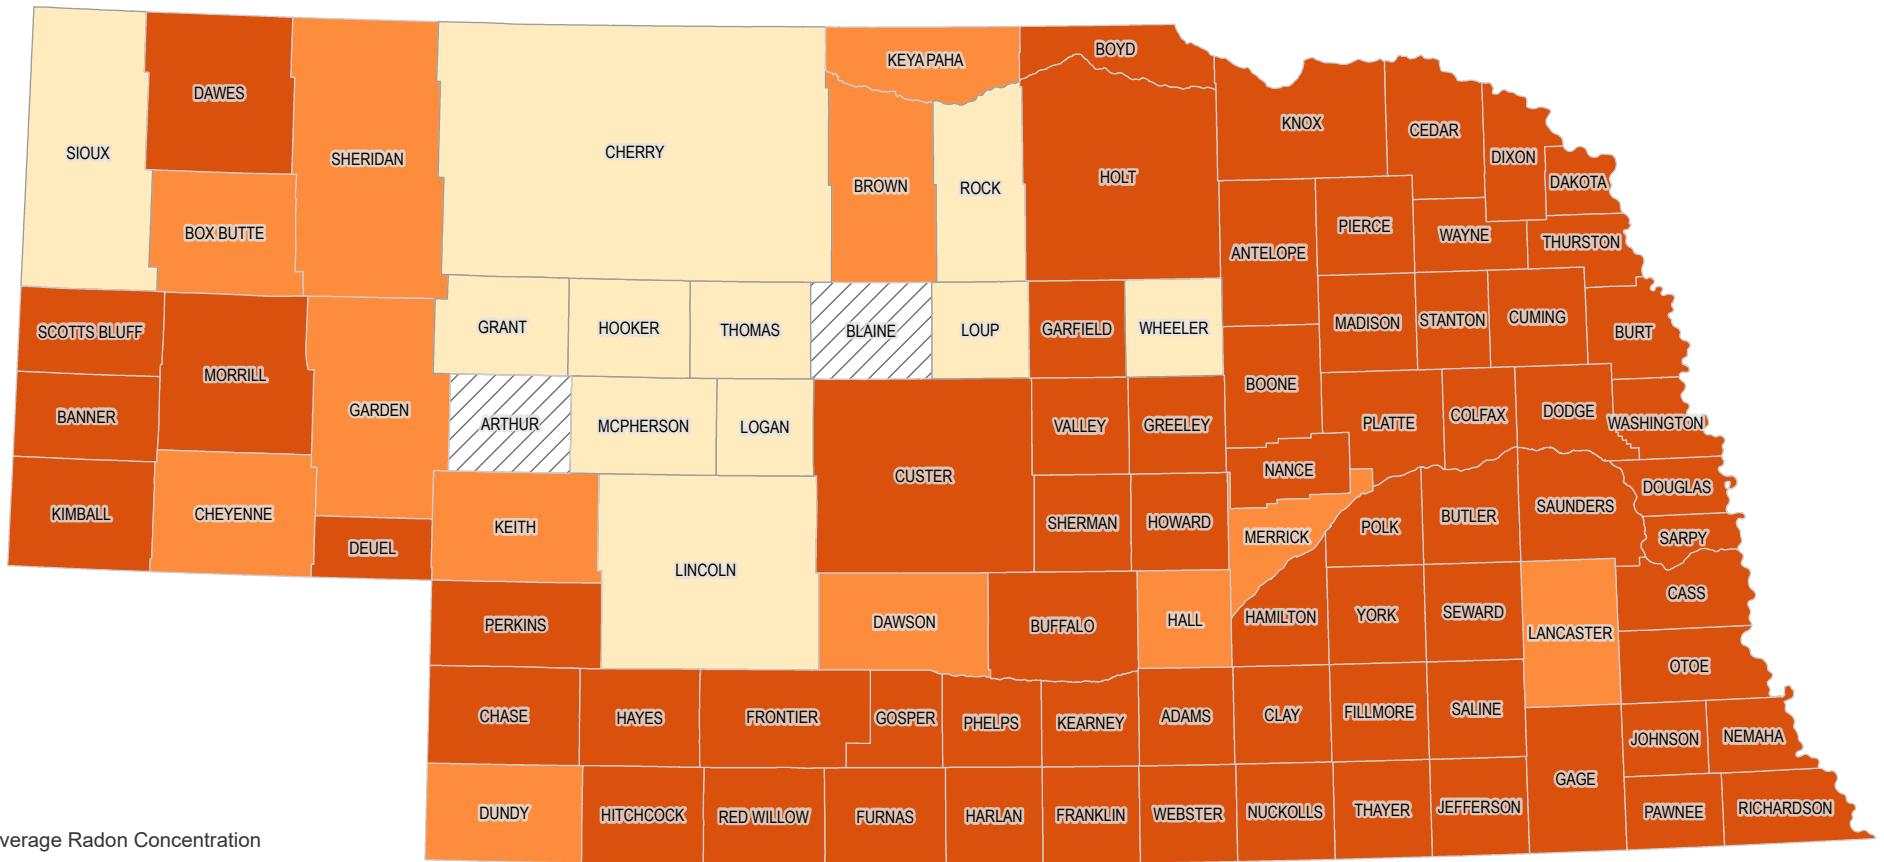 BOYD
KEYA PAHA
DAWES
KNOX
CEDAR
SIOUX
SHERIDAN
CHERRY
DIXON
BROWN
ROCK
HOLT
DAKOTA
BOX BUTTE
PIERCE
WAYNE
THURSTON
ANTELOPE
SCOTTS BLUFF
GRANT
HOOKER
THOMAS
BLAINE
LOUP
GARFIELD
WHEELER
MADISON
STANTON
CUMING
BURT
MORRILL
BOONE
BANNER
GARDEN
ARTHUR
MCPHERSON
LOGAN
VALLEY
GREELEY
PLATTE
COLFAX
DODGE
WASHINGTON
CUSTER
NANCE
DOUGLAS
KIMBALL
CHEYENNE
KEITH
SHERMAN
HOWARD
MERRICK
POLK
BUTLER
SAUNDERS
SARPY
DEUEL
LINCOLN
CASS
PERKINS
DAWSON
BUFFALO
HALL
HAMILTON
YORK
SEWARD
LANCASTER
OTOE
CHASE
HAYES
FRONTIER
GOSPER
PHELPS
KEARNEY
ADAMS
CLAY
FILLMORE
SALINE
JOHNSON
NEMAHA
GAGE
DUNDY
HITCHCOCK
RED WILLOW
FURNAS
HARLAN
FRANKLIN
WEBSTER
NUCKOLLS
THAYER
JEFFERSON
PAWNEE
RICHARDSON
verage Radon Concentration